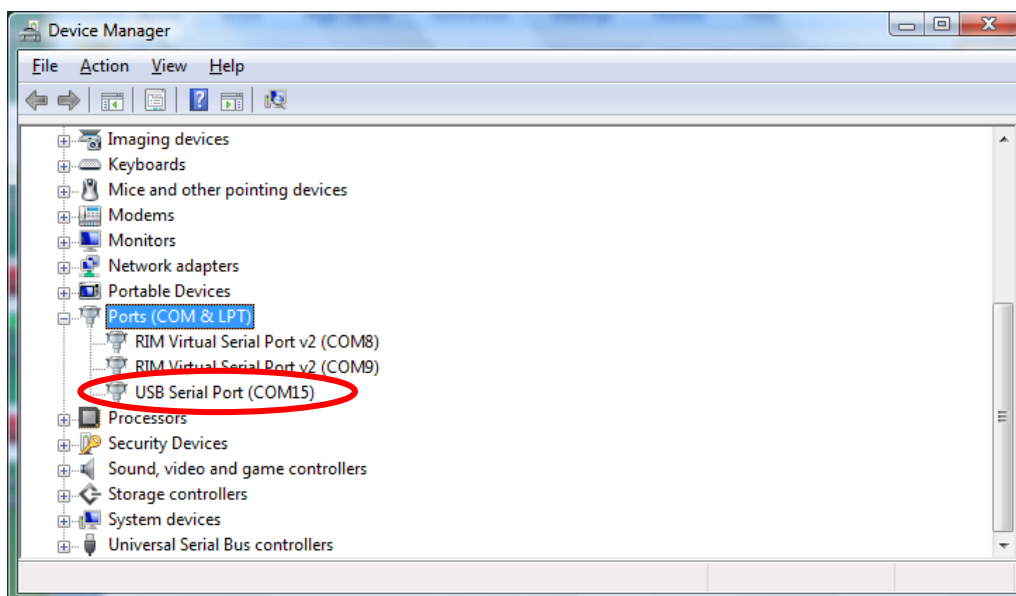 Device Manager
File Action View Help
Imaging devices
Keyboards
Mice and other pointing devices
Modems
Monitors
Network adapters
Portable Devices
Ports (COM & LPT)
RIM Virtual Serial Port v2 (COM8)
RIM Virtual Serial Port v2 (COM9)
USB Serial Port (COM15)
Processors
Security Devices
Sound, video and game controllers
Storage controllers
System devices
Universal Serial Bus controllers